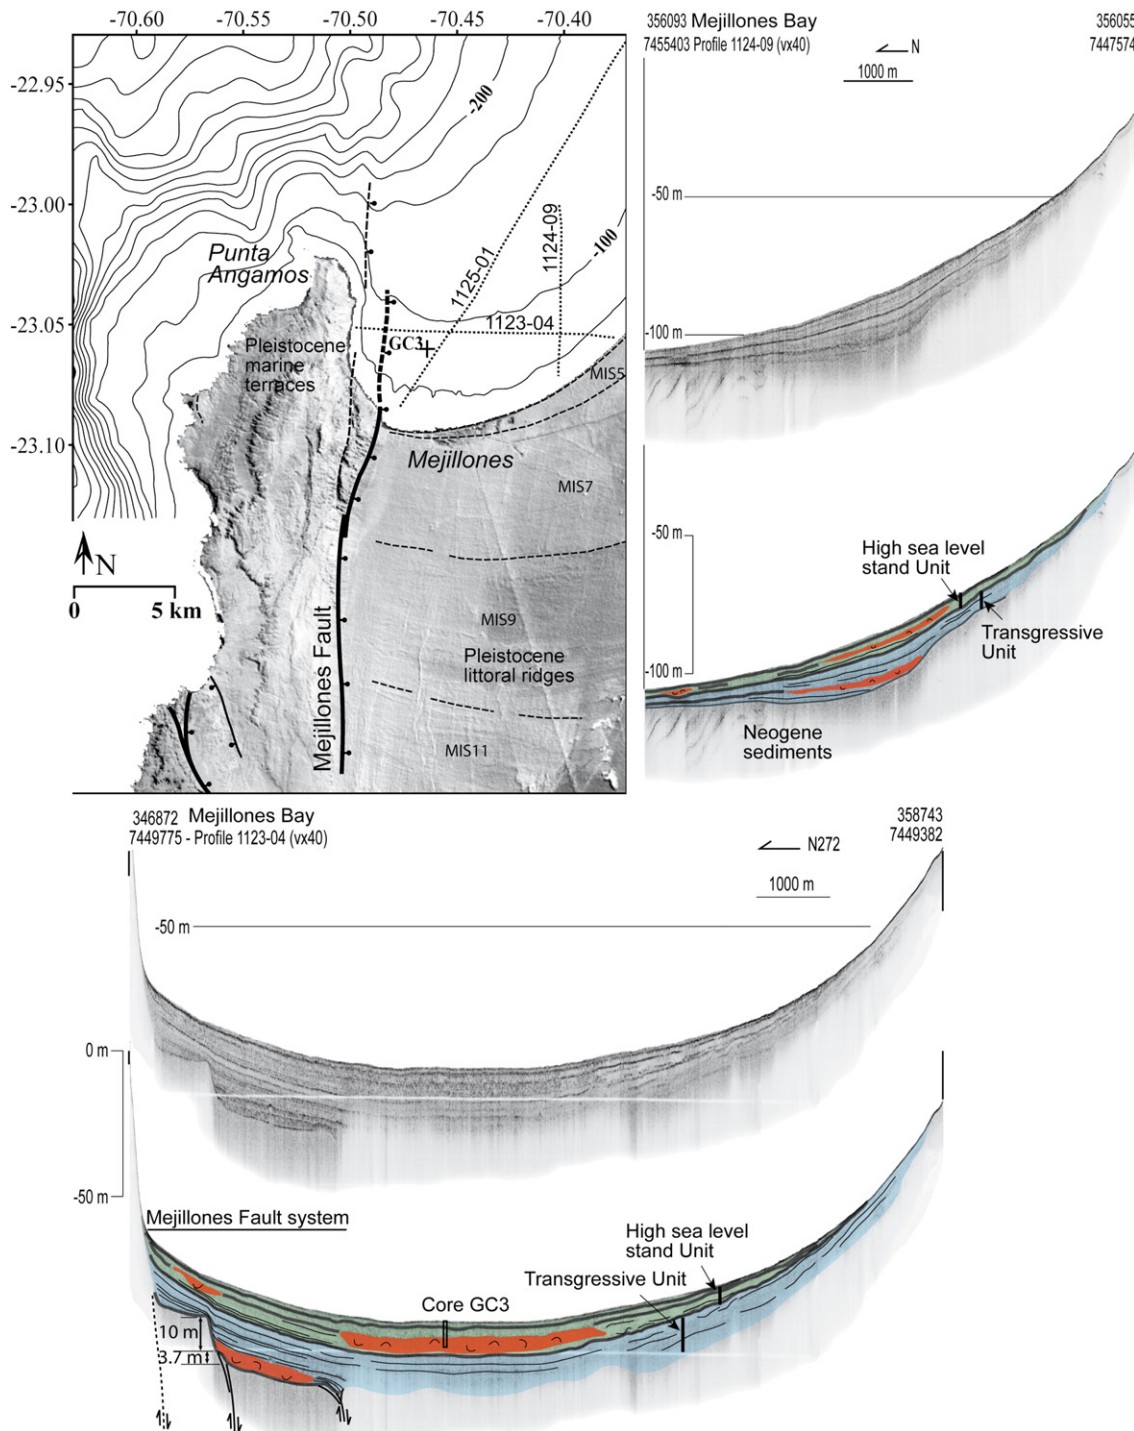 -70.60 -70.55 -70.50 -70.45 -70.40
-22.95
-23.00
-23.05
-23.10
-200
-100
Punta
Angamos
1125-01
1124-09
1123-04
GC3
Pleistocene
marine
terraces
MIS5
Mejillones
MIS7
MIS9
Pleistocene
littoral ridges
MIS11
Mejillones Fault
N
0 5 km
356093 Mejillones Bay 356055
7455403 Profile 1124-09 (vx40) 7447574
N
1000 m
-50 m
-100 m
-50 m
High sea level
stand Unit
Transgressive
Unit
-100 m
Neogene
sediments
346872 Mejillones Bay 358743
7449775 - Profile 1123-04 (vx40) 7449382
N272
1000 m
-50 m
0 m
-50 m
Mejillones Fault system
High sea level
stand Unit
Transgressive Unit
Core GC3
10 m
3.7 m